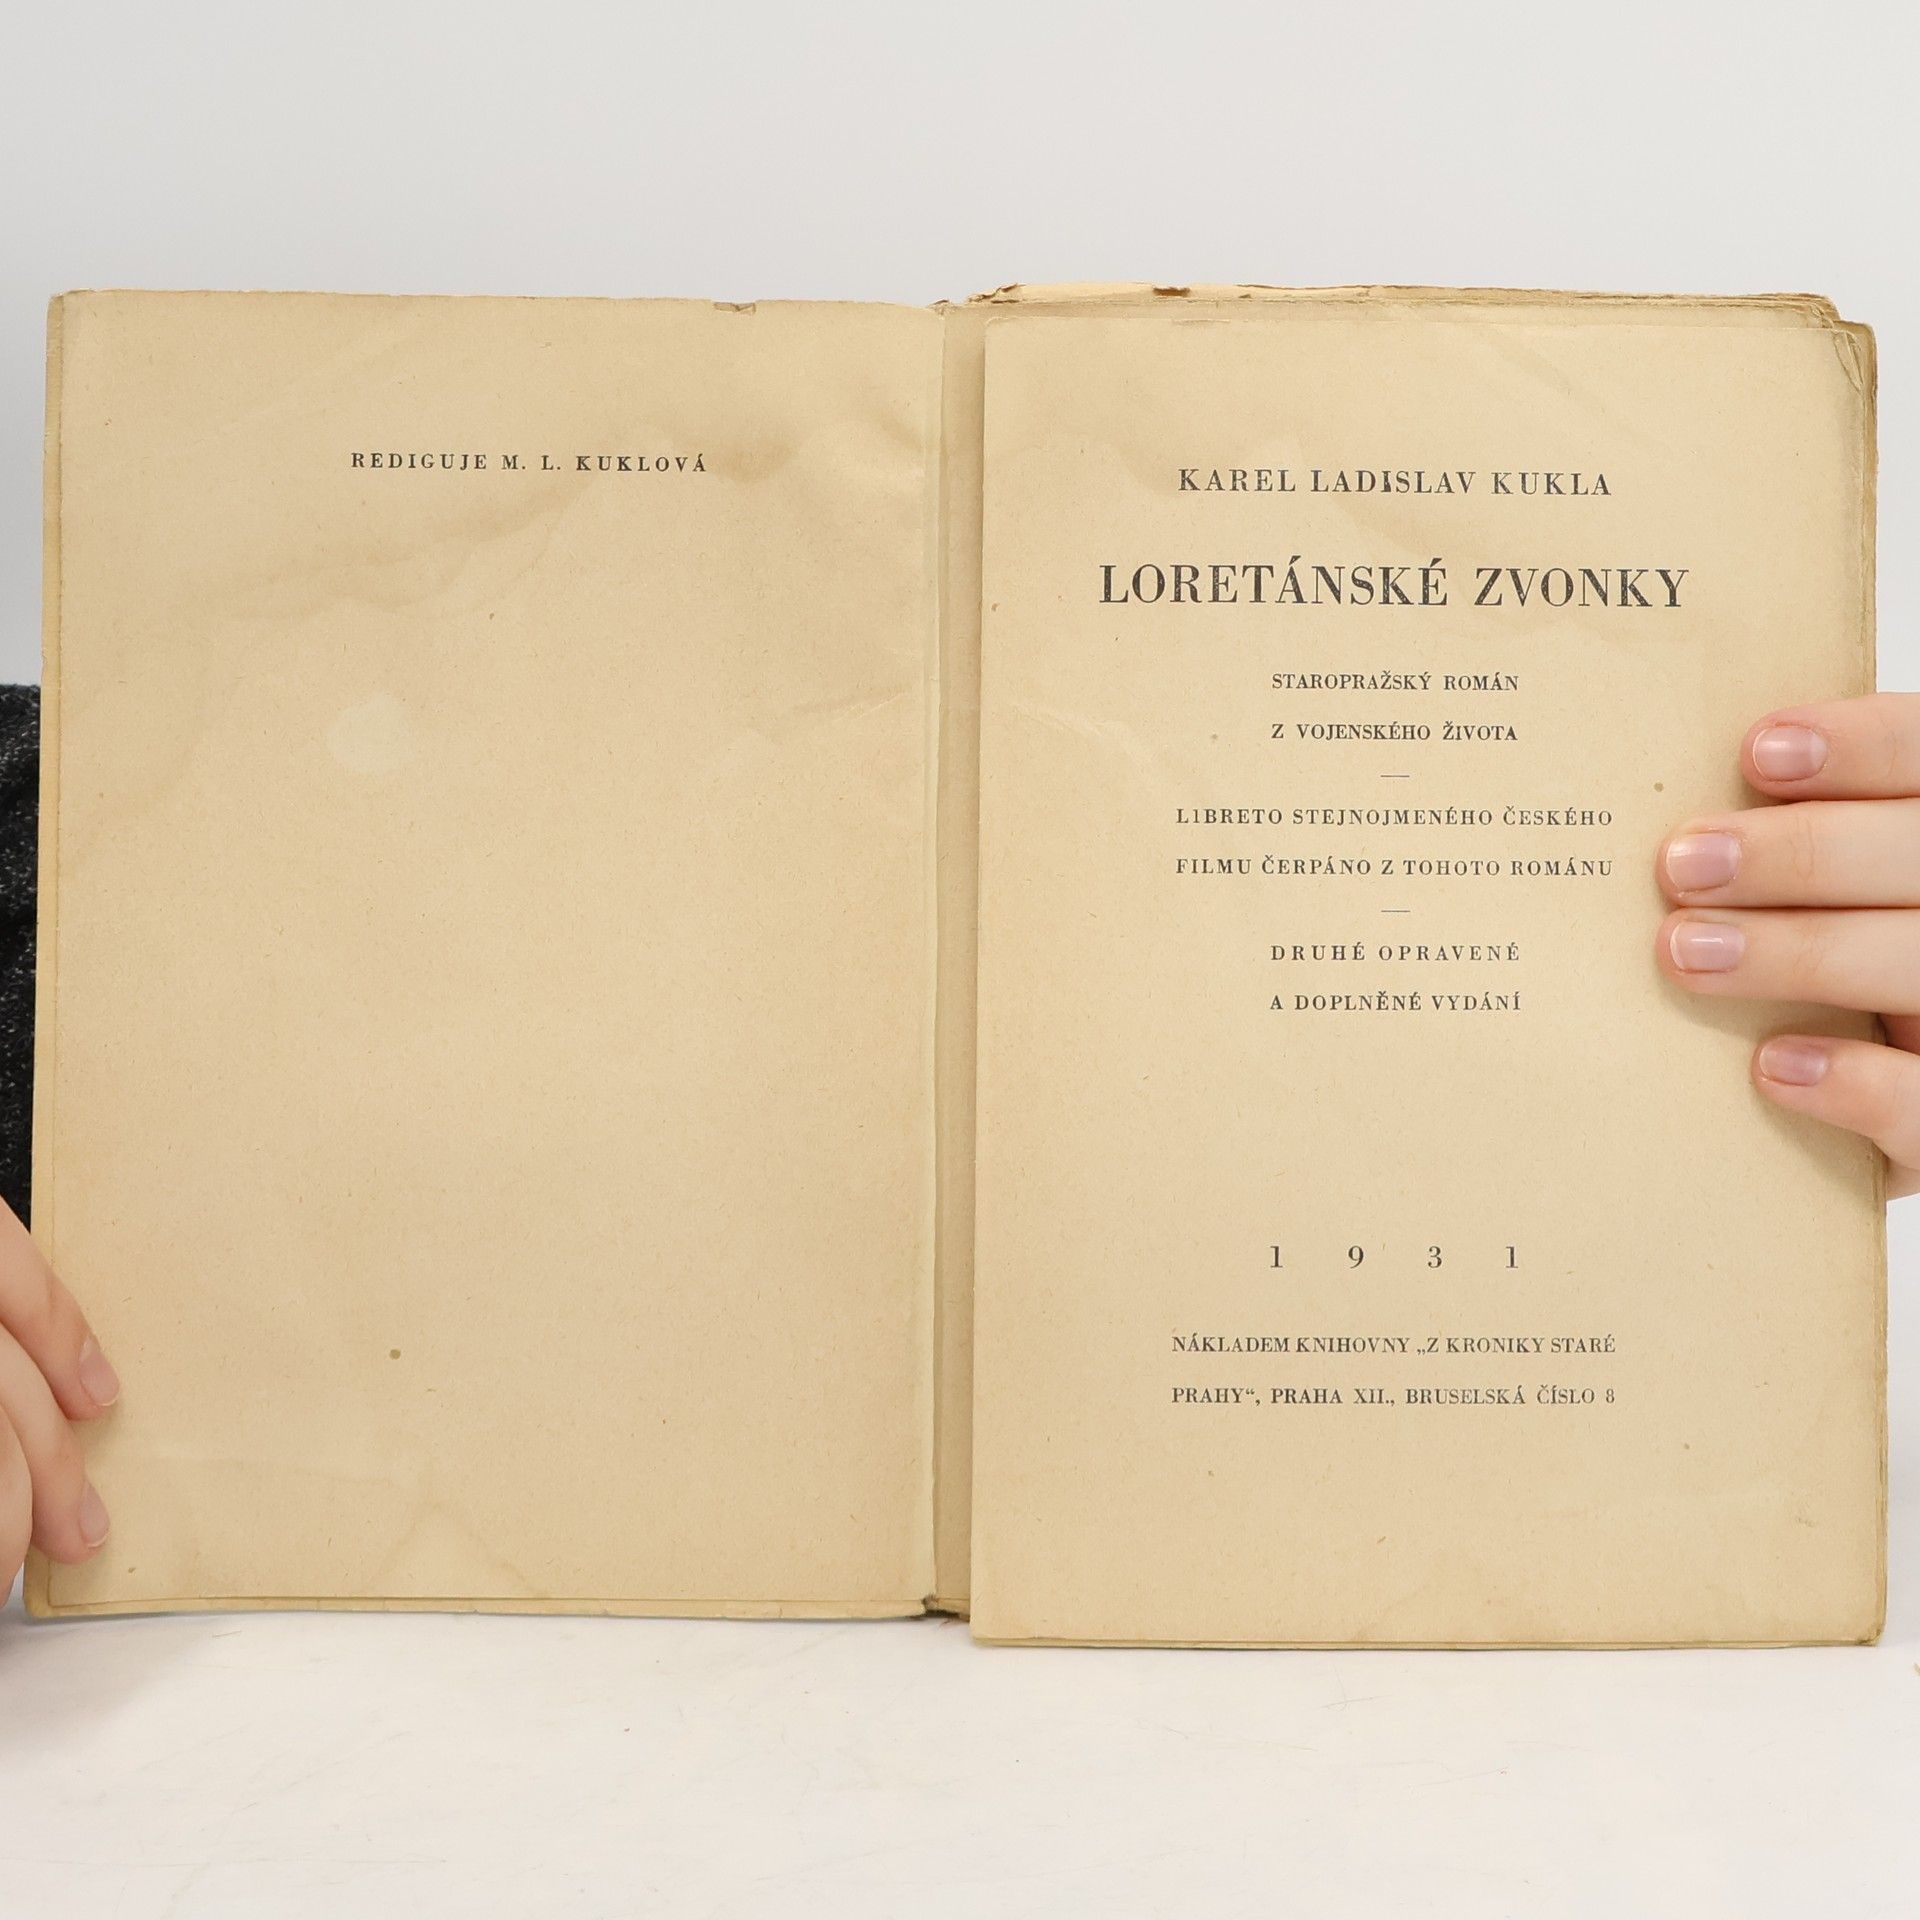 REDIGUJE M. L. KUKLOVÁ
KAREL LADISLAV KUKLA
LORETÁNSKÉ ZVONKY
STAROPRAŽSKÝ ROMÁN
Z VOJENSKÉHO ŽIVOTA
L1BRETO STEJNOJMENÉHO ČESKÉHO
FILMU ČERPÁNO Z TOHOTO ROMÁNU
DRUHÉ OPRAVENÉ
A DOPLNĚNÉ VYDÁNÍ
1 9 3 1
NÁKLADEM KNIHOVNY „Z KRONIKY STARÉ
PRAHY“, PRAHA XII., BRUSELSKÁ ČÍSLO 8